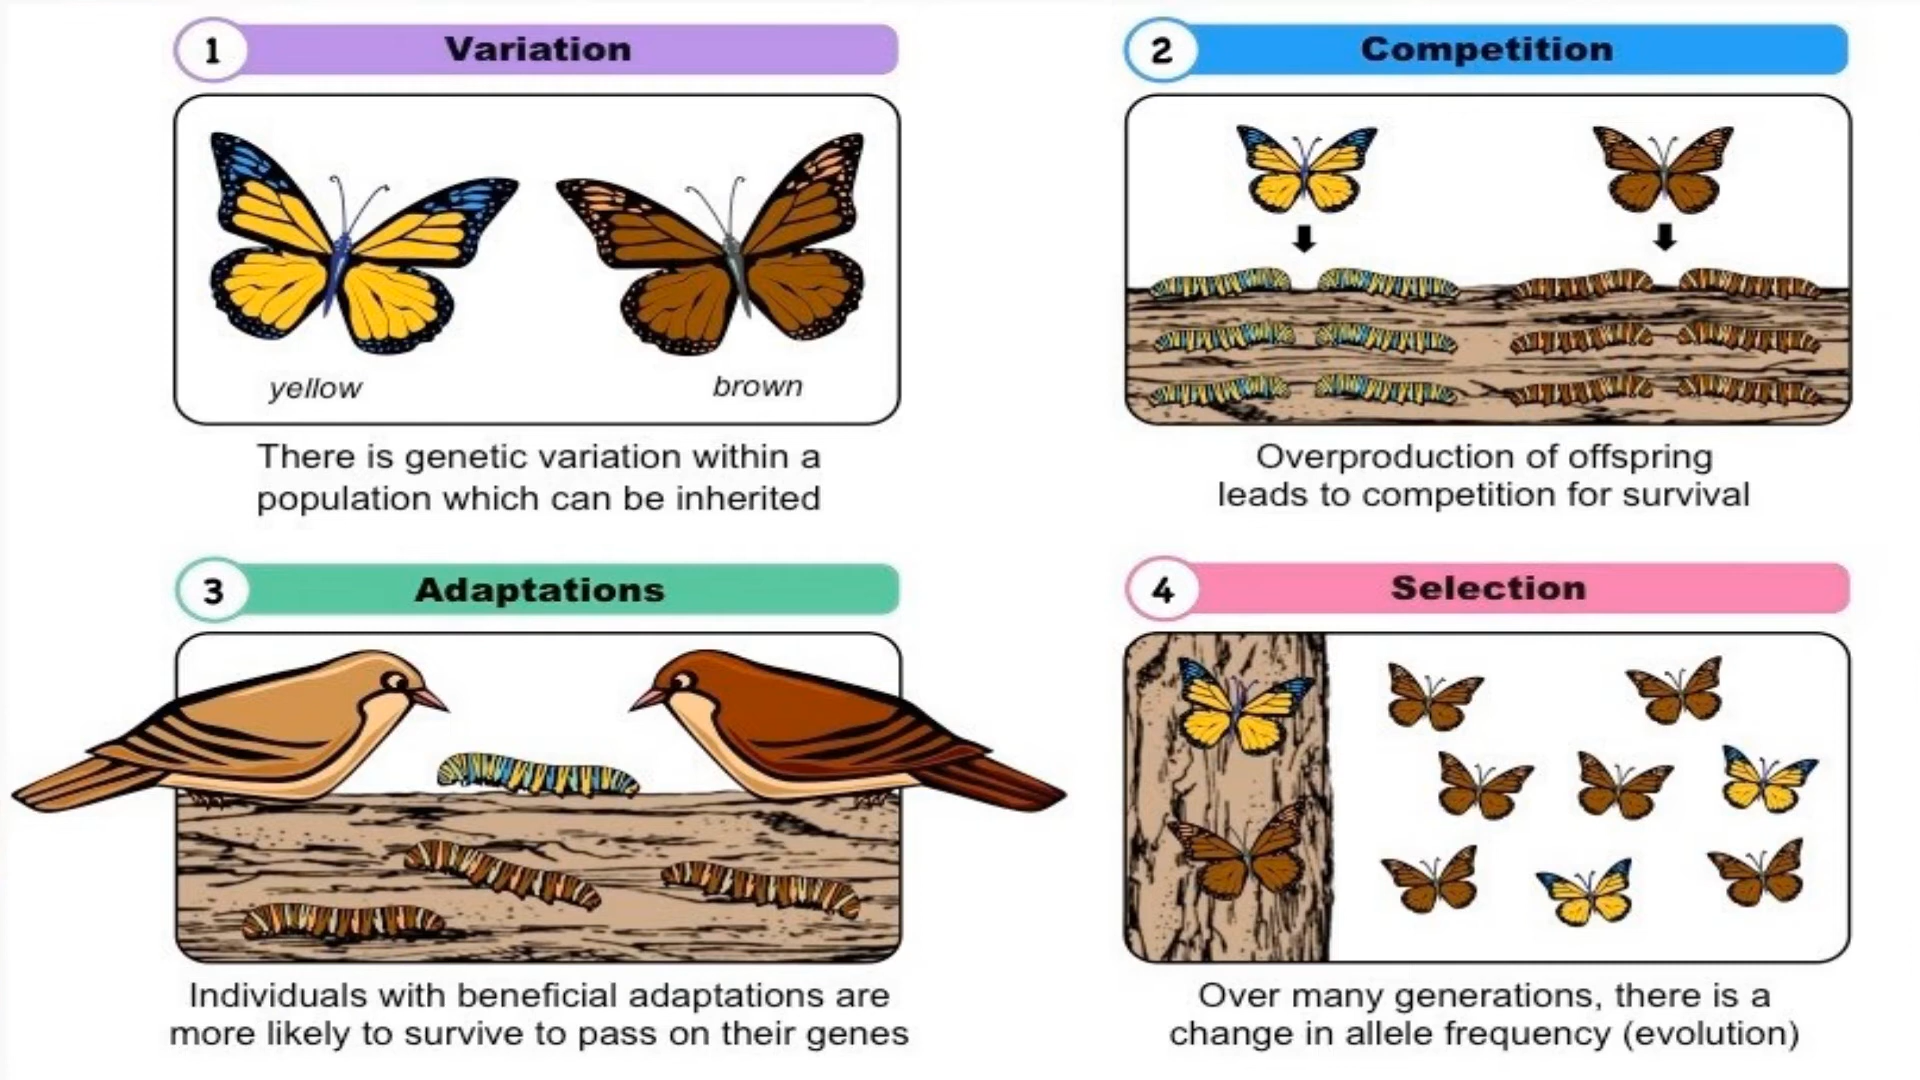 1
Variation
yellow
brown
There is genetic variation within a
population which can be inherited
2
Competition
Overproduction of offspring
leads to competition for survival
3
Adaptations
Individuals with beneficial adaptations are
more likely to survive to pass on their genes
4
Selection
Over many generations, there is a
change in allele frequency (evolution)